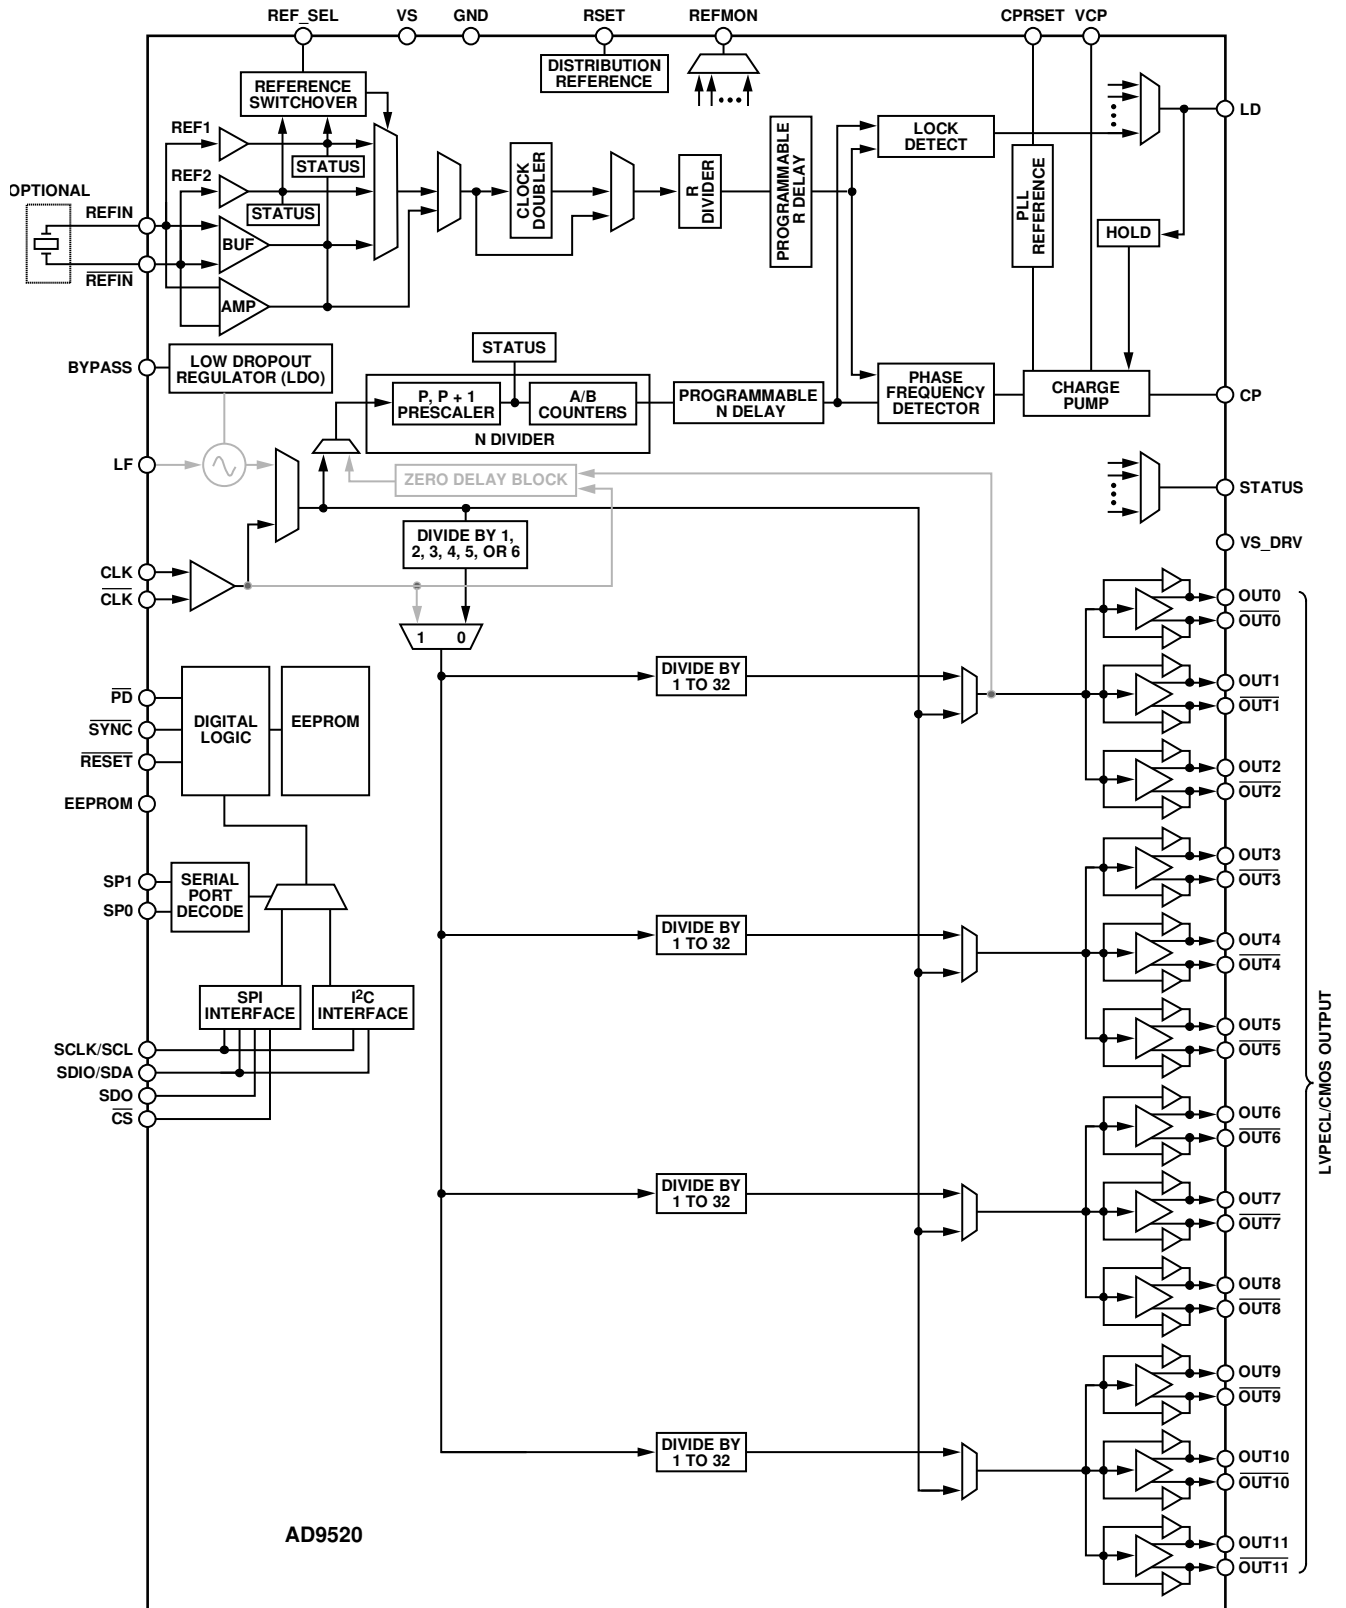 REF_SEL
VS
GND
RSET
REFMON
CPRSET
VCP
DISTRIBUTION
REFERENCE
REFERENCE
SWITCHOVER
REF1
REF2
STATUS
STATUS
OPTIONAL
REFIN
REFIN
BUF
AMP
CLOCK
DOUBLER
R
DIVIDER
PROGRAMMABLE
R DELAY
LOCK
DETECT
PLL
REFERENCE
HOLD
LD
BYPASS
LOW DROPOUT
REGULATOR (LDO)
STATUS
P, P + 1
PRESCALER
A/B
COUNTERS
N DIVIDER
PROGRAMMABLE
N DELAY
PHASE
FREQUENCY
DETECTOR
CHARGE
PUMP
CP
LF
ZERO DELAY BLOCK
STATUS
DIVIDE BY 1,
2, 3, 4, 5, OR 6
VS_DRV
CLK
CLK
1 0
OUT0
OUT0
DIVIDE BY
1 TO 32
OUT1
OUT1
PD
SYNC
RESET
DIGITAL
LOGIC
EEPROM
OUT2
OUT2
EEPROM
OUT3
OUT3
SP1
SP0
SERIAL
PORT
DECODE
DIVIDE BY
1 TO 32
OUT4
OUT4
SPI
INTERFACE
I²C
INTERFACE
OUT5
OUT5
SCLK/SCL
SDIO/SDA
SDO
CS
LVPECL/CMOS OUTPUT
OUT6
OUT6
DIVIDE BY
1 TO 32
OUT7
OUT7
OUT8
OUT8
OUT9
OUT9
DIVIDE BY
1 TO 32
OUT10
OUT10
AD9520
OUT11
OUT11